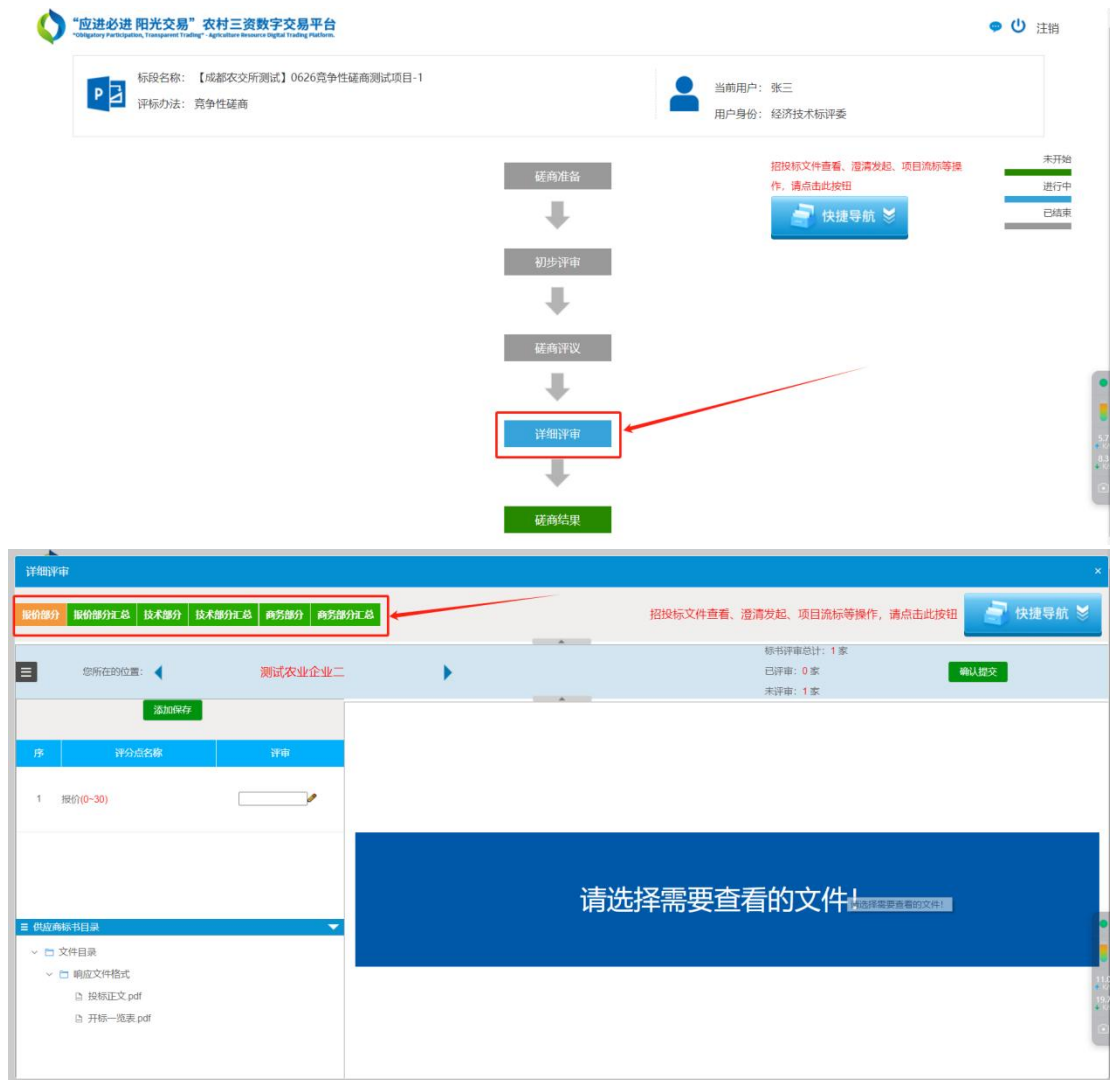 “应进必进 阳光交易”农村三资数字交易平台
"Obligatory Participation, Transparent Trading" - Agriculture Resource Digital Trading Platform.
注销
标段名称：【成都农交所测试】0626竞争性磋商测试项目-1
评标办法：竞争性磋商
当前用户：张三
用户身份：经济技术标评委
磋商准备
初步评审
磋商评议
详细评审
磋商结果
招投标文件查看、澄清发起、项目流标等操
作，请点击此按钮
快捷导航
未开始
进行中
已结束
详细评审
报价部分 报价部分汇总 技术部分 技术部分汇总 商务部分 商务部分汇总
招投标文件查看、澄清发起、项目流标等操作，请点击此按钮
快捷导航
您所在的位置：
测试农业企业二
标书评审总计：1 家
已评审：0 家
未评审：1 家
确认提交
添加保存
序 评分点名称 评审
1 报价(0~30)
供应商标书目录
文件目录
响应文件格式
投标正文.pdf
开标一览表.pdf
请选择需要查看的文件！
请选择需要查看的文件！